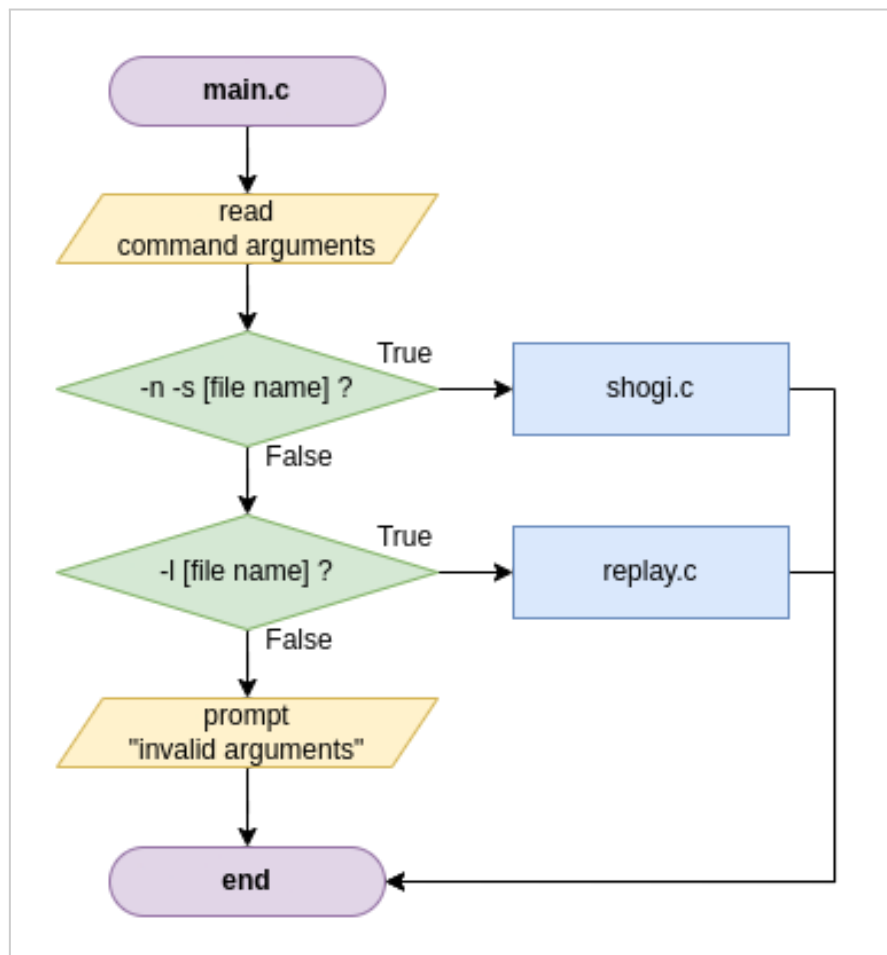 main.c
read
command arguments
-n -s [file name] ?
True
shogi.c
False
-l [file name] ?
True
replay.c
False
prompt
"invalid arguments"
end